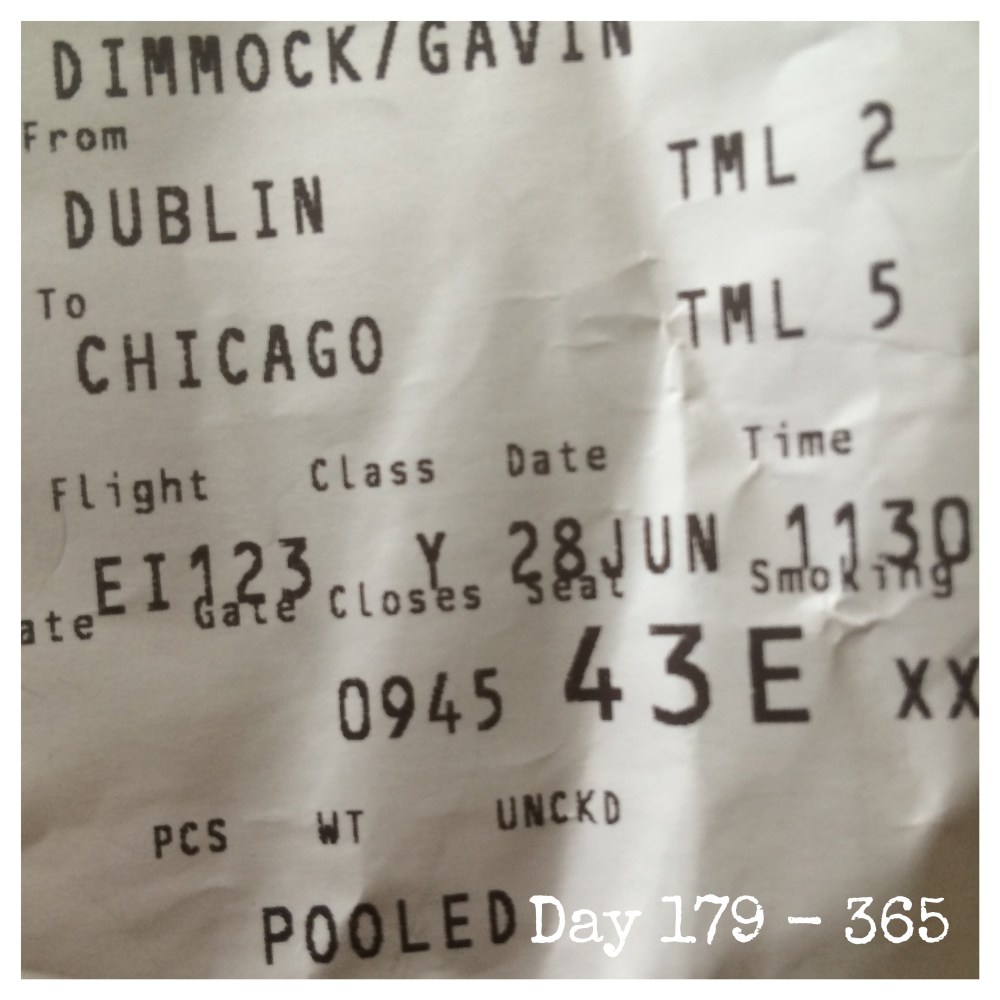 DIMMOCK/GAVIN
From
DUBLIN TML 2
To
CHICAGO TML 5
Flight Class Date Time
EI123 Y 28JUN 1130
ate Gate Closes Seat Smoking
0945 43E XX
PCS WT UNCKD
POOLED
Day 179 - 365